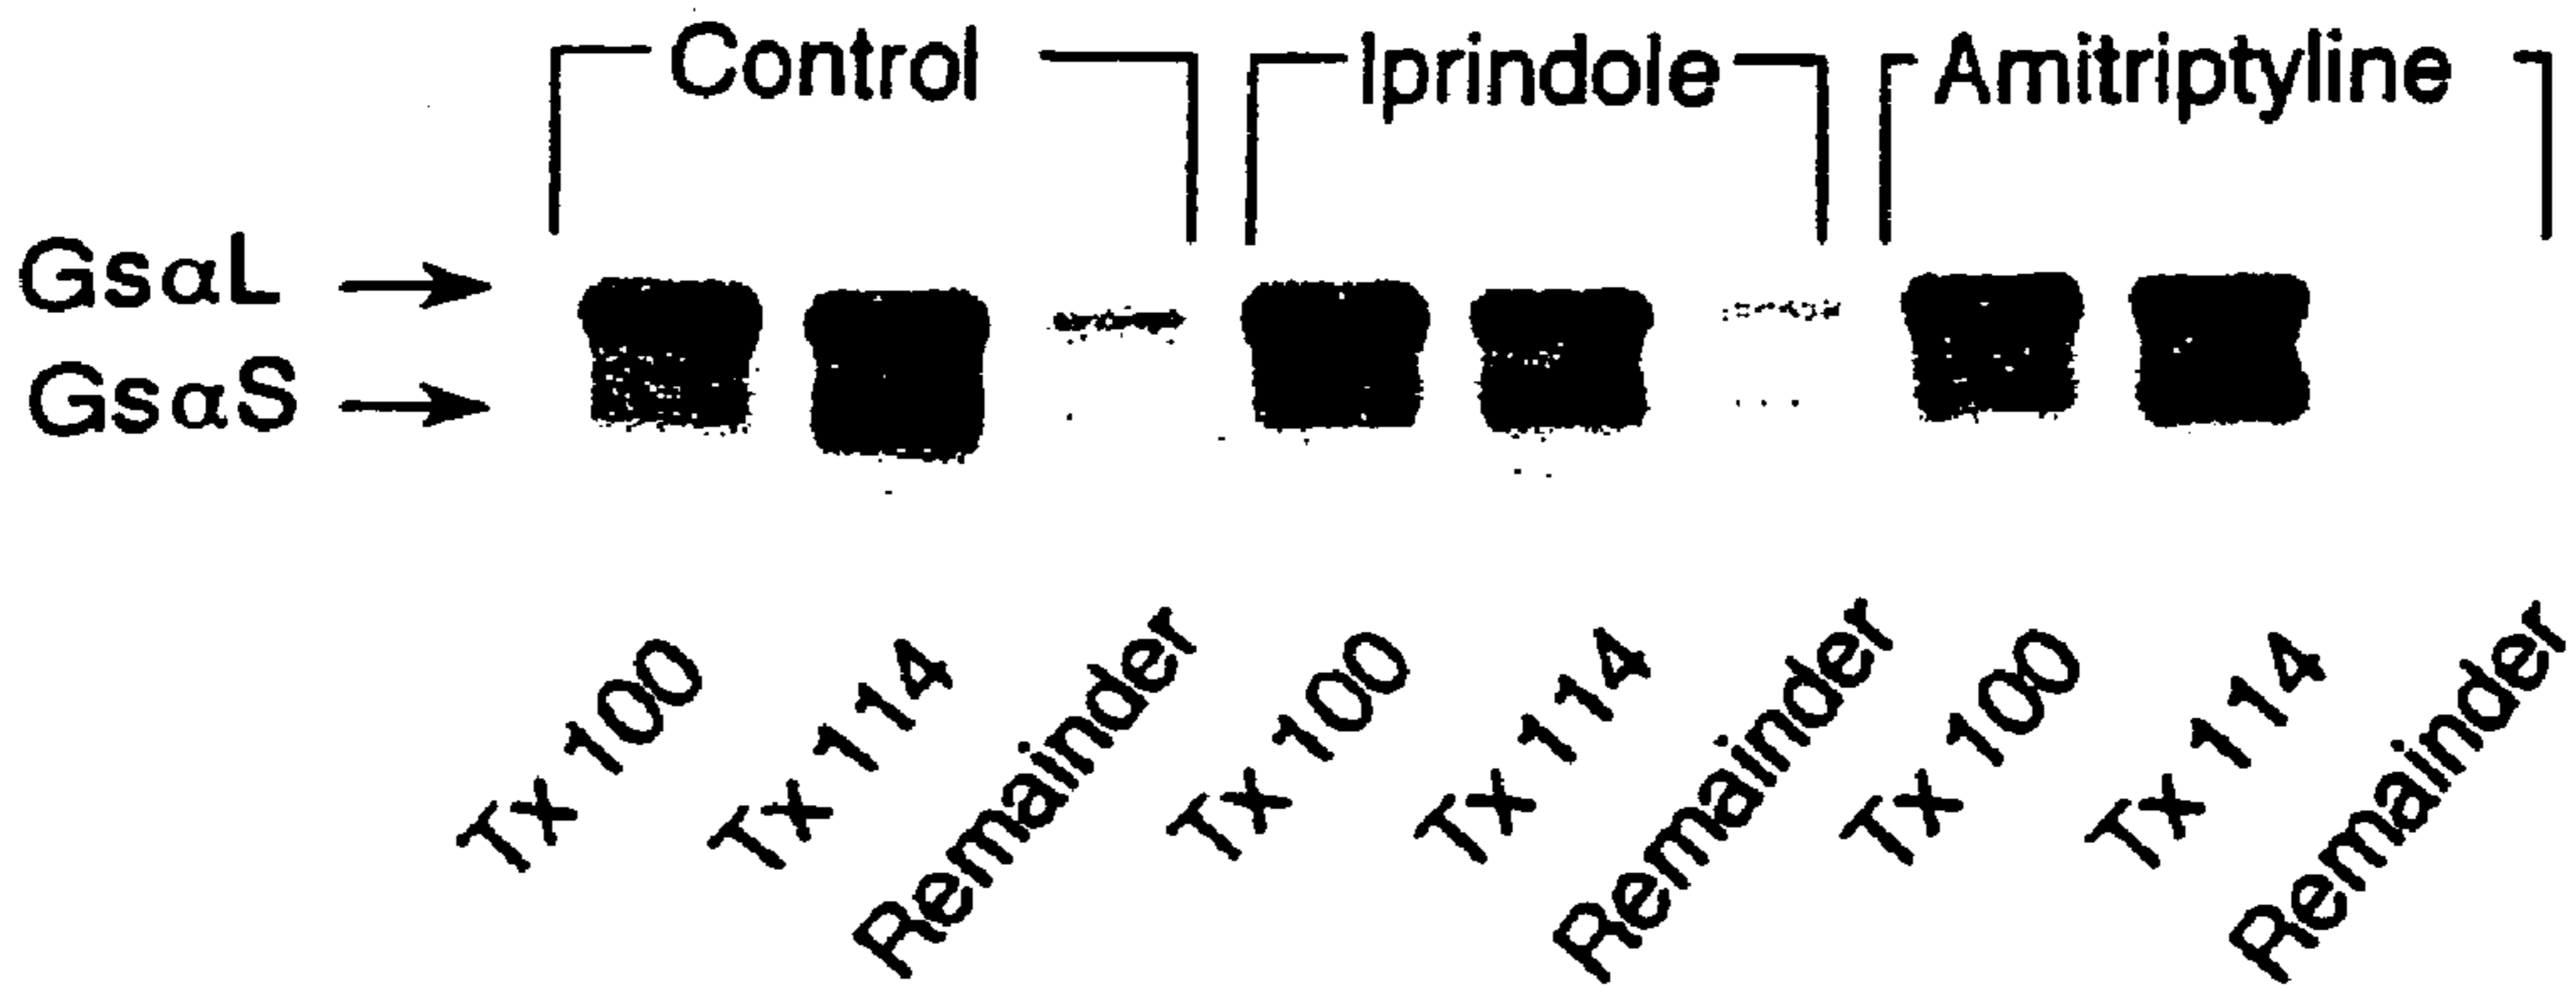 Control Iprindole Amitriptyline
GsαL
GsαS
Tx 100 Tx 114 Remainder Tx 100 Tx 114 Remainder Tx 100 Tx 114 Remainder